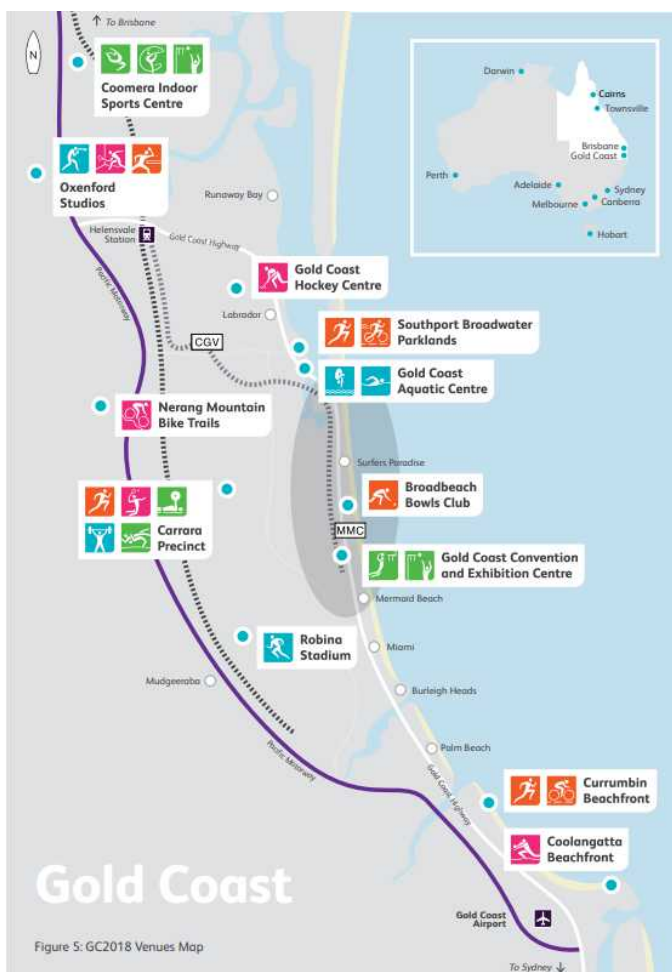 To Brisbane
N
Coomera Indoor
Sports Centre
Darwin
Cairns
Townsville
Brisbane
Gold Coast
Perth
Adelaide
Sydney
Canberra
Melbourne
Hobart
Oxenford
Studios
Runaway Bay
Helensvale
Station
Gold Coast Highway
Pacific Motorway
Gold Coast
Hockey Centre
Labrador
Southport Broadwater
Parklands
CGV
Gold Coast
Aquatic Centre
Nerang Mountain
Bike Trails
Surfers Paradise
Broadbeach
Bowls Club
Carrara
Precinct
MMC
Gold Coast Convention
and Exhibition Centre
Mermaid Beach
Robina
Stadium
Miami
Mudgeeraba
Burleigh Heads
Pacific Motorway
Palm Beach
Gold Coast Highway
Currumbin
Beachfront
Coolangatta
Beachfront
Gold Coast
Gold Coast
Airport
Figure 5: GC2018 Venues Map
To Sydney